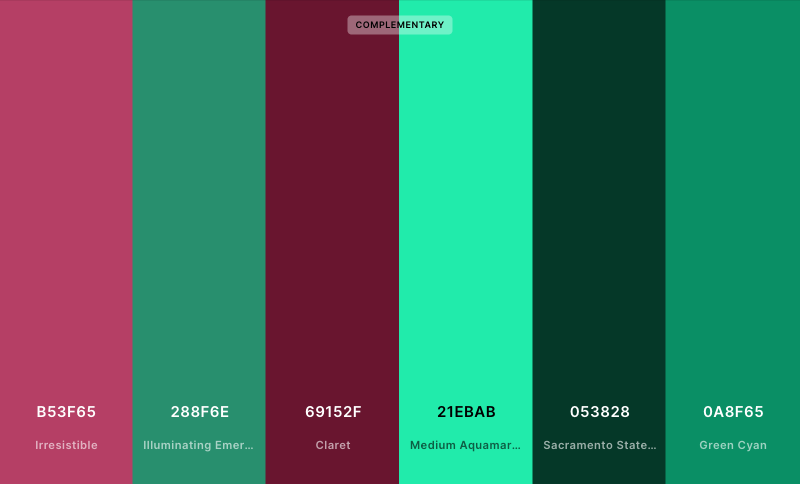 COMPLEMENTARY
B53F65 288F6E 69152F 21EBAB 053828 0A8F65
Irresistible Illuminating Emer... Claret Medium Aquamar... Sacramento State... Green Cyan